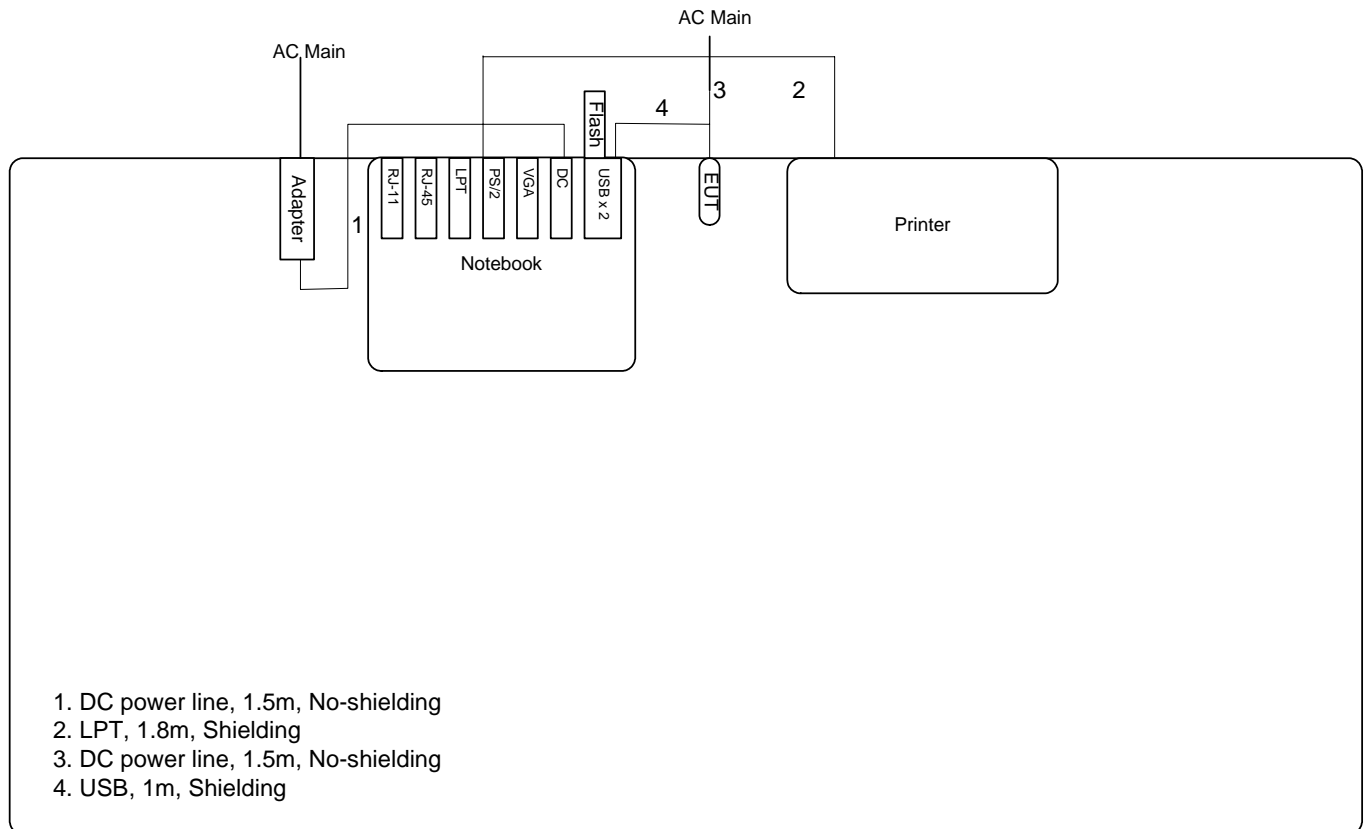 AC Main
AC Main
3
2
4
Flash
Adapter
1
RJ-11
RJ-45
LPT
PS/2
VGA
DC
USB x 2
EUT
Printer
Notebook
1. DC power line, 1.5m, No-shielding
2. LPT, 1.8m, Shielding
3. DC power line, 1.5m, No-shielding
4. USB, 1m, Shielding